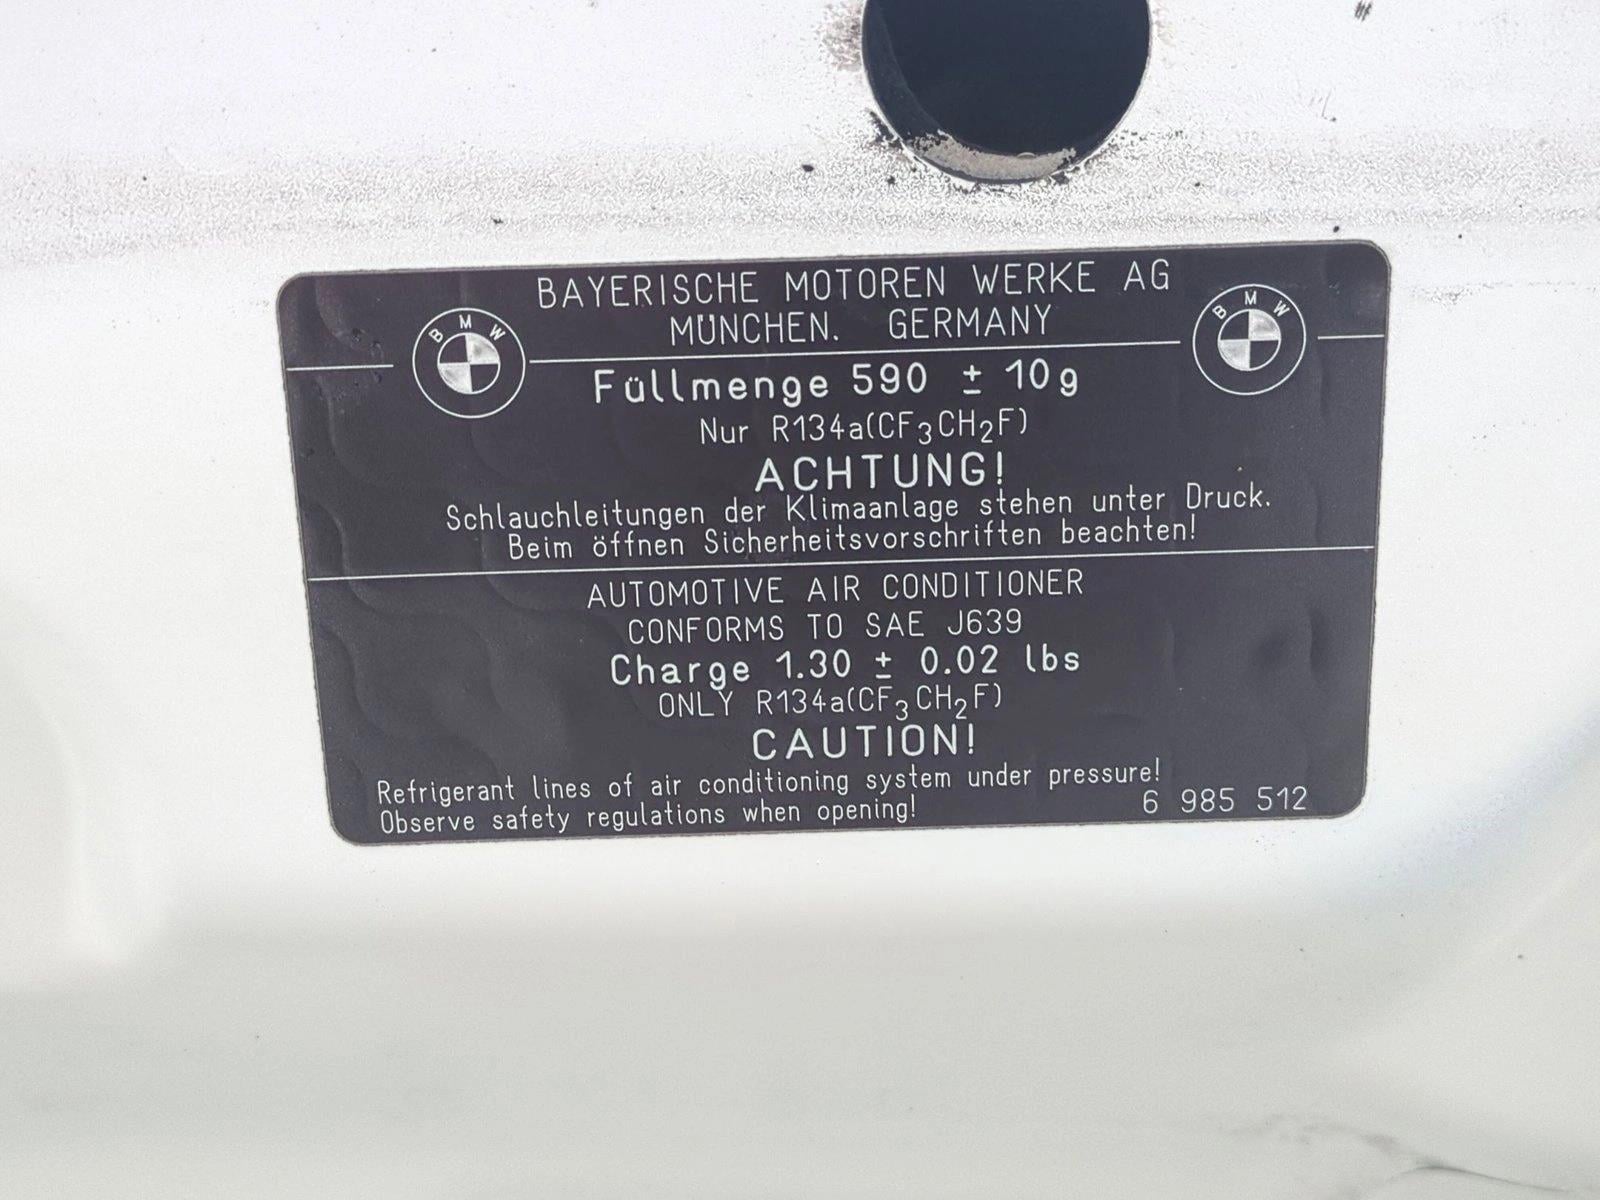 BAYERISCHE MOTOREN WERKE AG
MÜNCHEN. GERMANY
BMW
BMW
Füllmenge 590 ± 10g
Nur R134a(CF₃CH₂F)
ACHTUNG!
Schlauchleitungen der Klimaanlage stehen unter Druck.
Beim öffnen Sicherheitsvorschriften beachten!
AUTOMOTIVE AIR CONDITIONER
CONFORMS TO SAE J639
Charge 1.30 ± 0.02 lbs
ONLY R134a(CF₃CH₂F)
CAUTION!
Refrigerant lines of air conditioning system under pressure!
Observe safety regulations when opening!
6 985 512